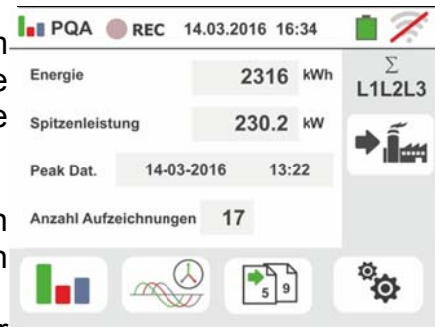 PQA REC 14.03.2016 16:34
Energie 2316 kWh
Σ
L1L2L3
Spitzenleistung 230.2 kW
Peak Dat. 14-03-2016 13:22
Anzahl Aufzeichnungen 17
5 9